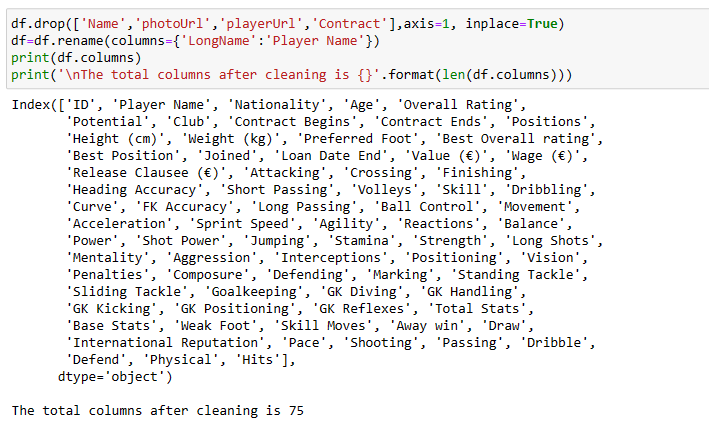 df.drop(['Name','photoUrl','playerUrl','Contract'],axis=1, inplace=True)
df=df.rename(columns={'LongName':'Player Name'})
print(df.columns)
print('\nThe total columns after cleaning is {}'.format(len(df.columns)))
Index(['ID', 'Player Name', 'Nationality', 'Age', 'Overall Rating',
'Potential', 'Club', 'Contract Begins', 'Contract Ends', 'Positions',
'Height (cm)', 'Weight (kg)', 'Preferred Foot', 'Best Overall rating',
'Best Position', 'Joined', 'Loan Date End', 'Value (€)', 'Wage (€)',
'Release Clausee (€)', 'Attacking', 'Crossing', 'Finishing',
'Heading Accuracy', 'Short Passing', 'Volleys', 'Skill', 'Dribbling',
'Curve', 'FK Accuracy', 'Long Passing', 'Ball Control', 'Movement',
'Acceleration', 'Sprint Speed', 'Agility', 'Reactions', 'Balance',
'Power', 'Shot Power', 'Jumping', 'Stamina', 'Strength', 'Long Shots',
'Mentality', 'Aggression', 'Interceptions', 'Positioning', 'Vision',
'Penalties', 'Composure', 'Defending', 'Marking', 'Standing Tackle',
'Sliding Tackle', 'Goalkeeping', 'GK Diving', 'GK Handling',
'GK Kicking', 'GK Positioning', 'GK Reflexes', 'Total Stats',
'Base Stats', 'Weak Foot', 'Skill Moves', 'Away win', 'Draw',
'International Reputation', 'Pace', 'Shooting', 'Passing', 'Dribble',
'Defend', 'Physical', 'Hits'],
dtype='object')
The total columns after cleaning is 75